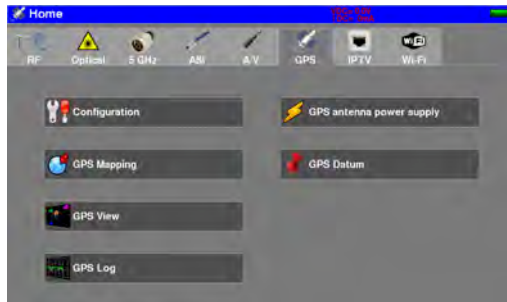 Home
RF
Optical
5 GHz
ASI
A/V
GPS
IPTV
Wi-Fi
Configuration
GPS antenna power supply
GPS Mapping
GPS Datum
GPS View
GPS Log